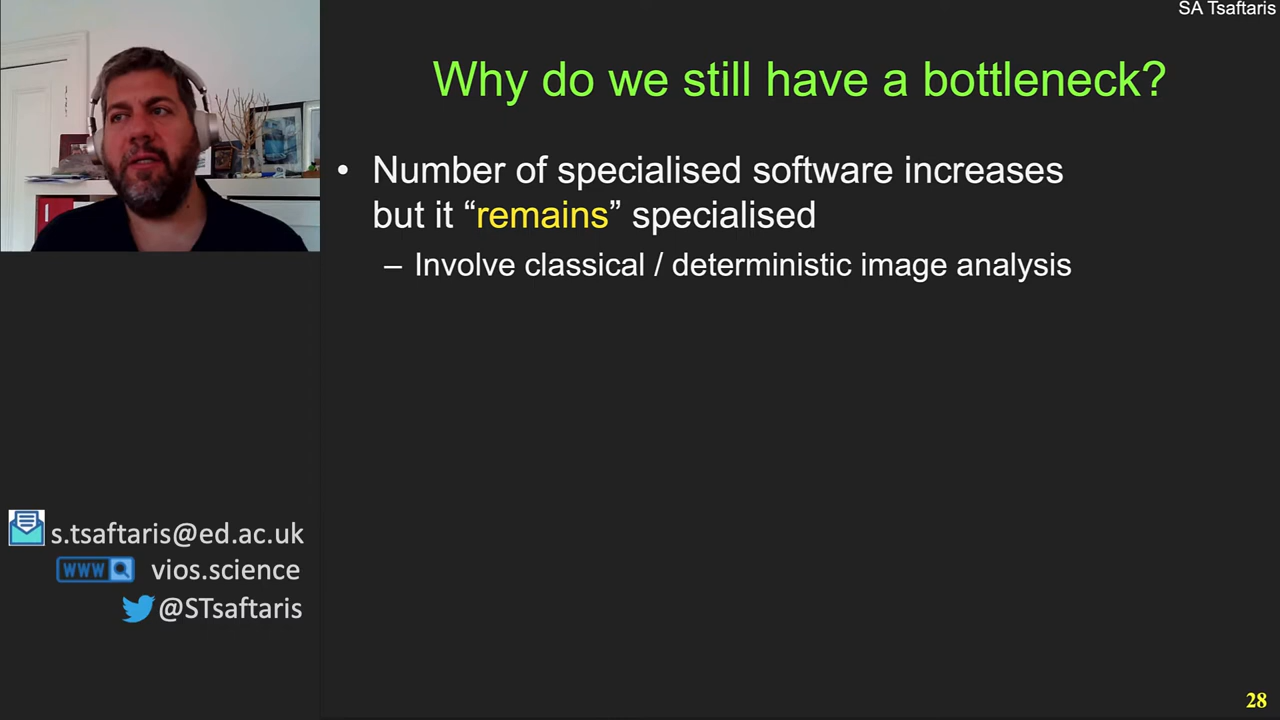 SA Tsaftaris
Why do we still have a bottleneck?
• Number of specialised software increases
but it “remains” specialised
– Involve classical / deterministic image analysis
s.tsaftaris@ed.ac.uk
WWW vios.science
@STsaftaris
28